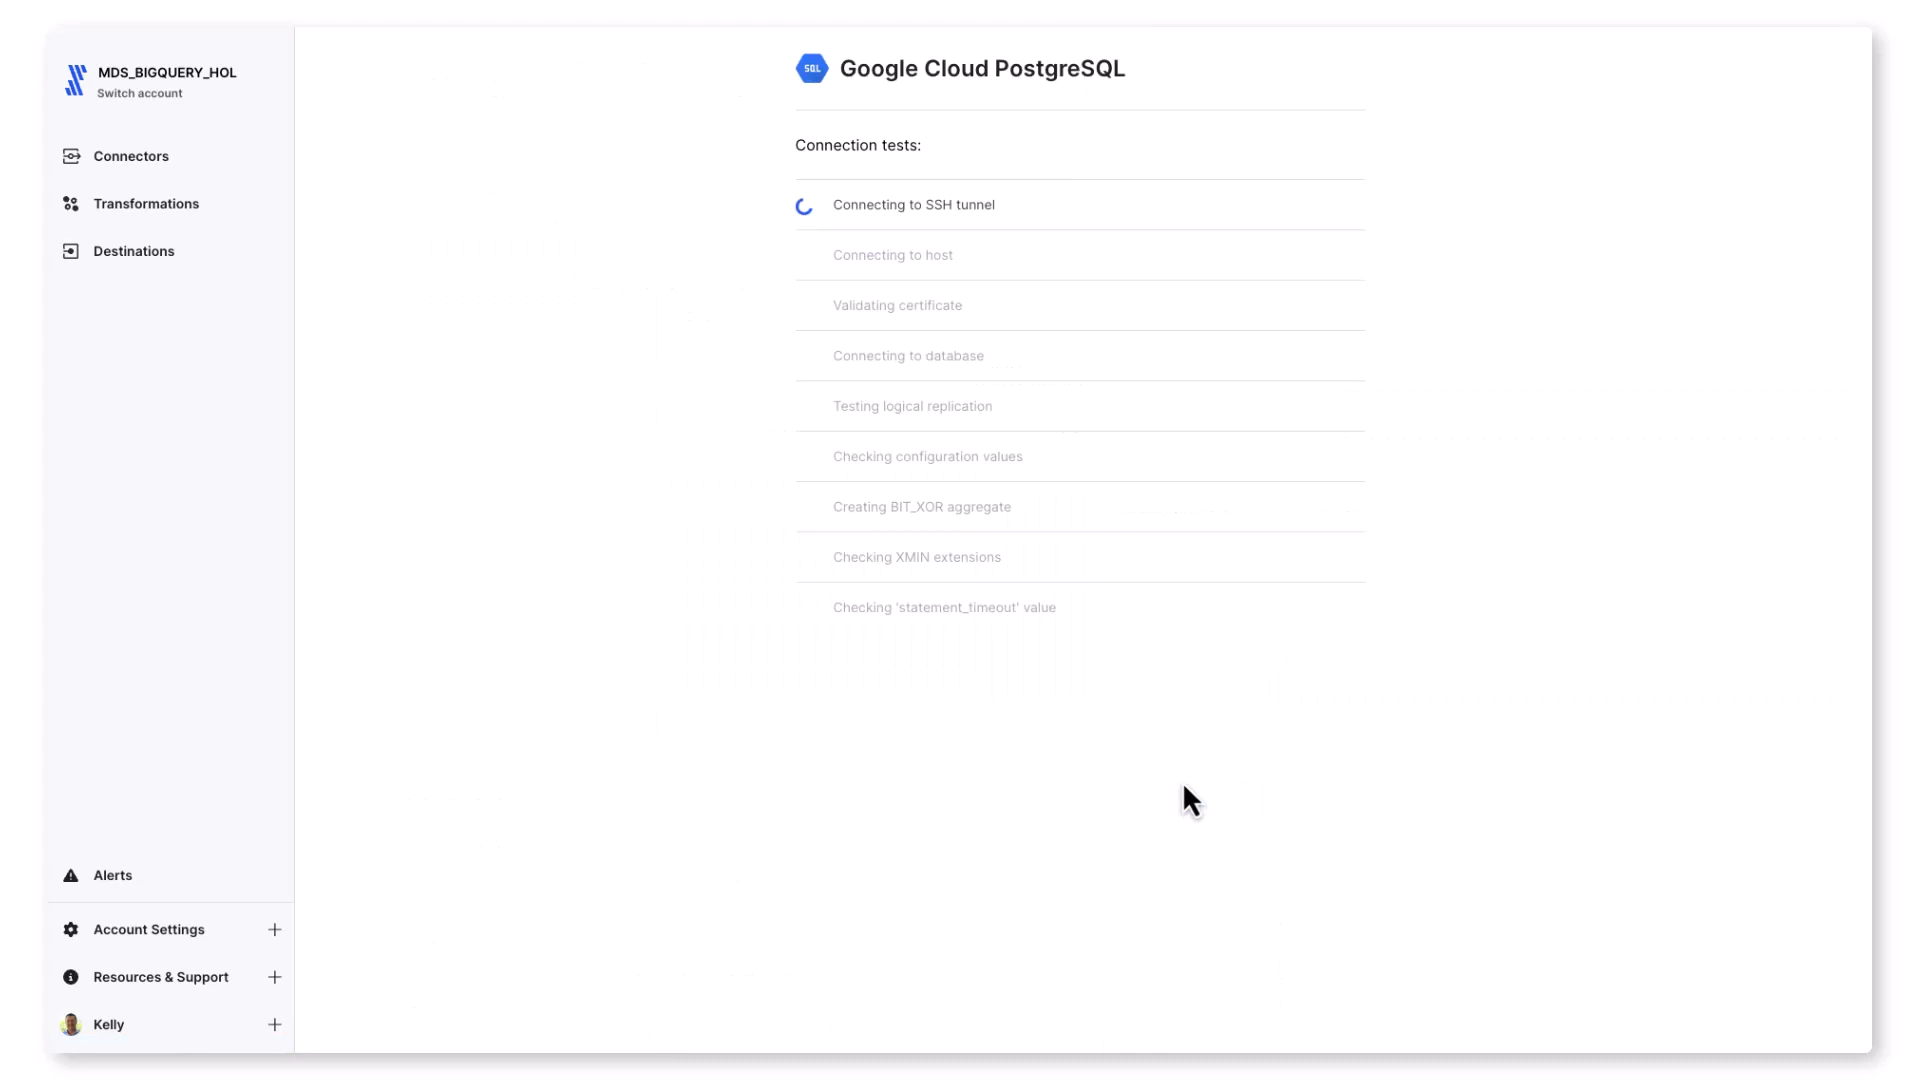 MDS_BIGQUERY_HOL
Switch account
Connectors
Transformations
Destinations
Alerts
Account Settings
Resources & Support
Kelly
SQL
Google Cloud PostgreSQL
Connection tests:
Connecting to SSH tunnel
Connecting to host
Validating certificate
Connecting to database
Testing logical replication
Checking configuration values
Creating BIT_XOR aggregate
Checking XMIN extensions
Checking 'statement_timeout' value